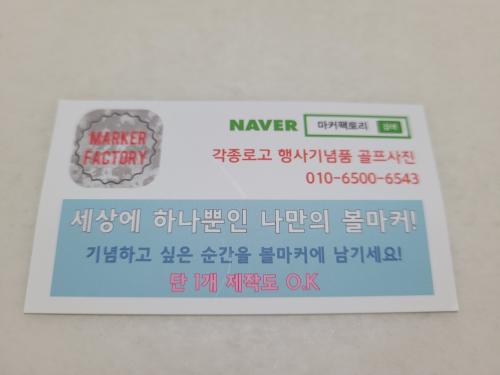 MARKER
FACTORY
NAVER 마커팩토리 검색
각종로고 행사기념품 골프사진
010-6500-6543
세상에 하나뿐인 나만의 볼마커!
기념하고 싶은 순간을 볼마커에 남기세요!
단 1개 제작도 O.K